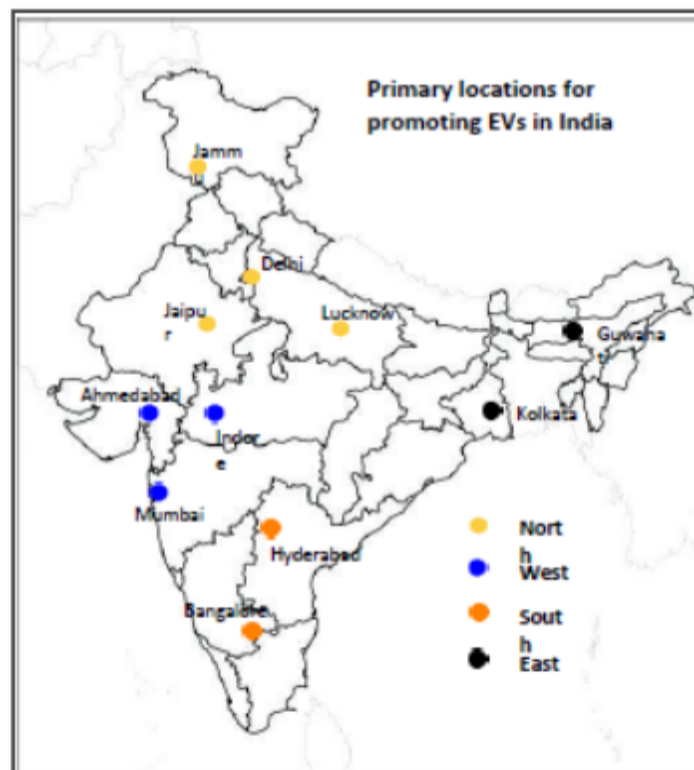 Primary locations for
promoting EVs in India
Jamm
u
Delhi
Jaipu
r
Lucknow
Guwaha
ti
Ahmedabad
Indor
e
Kolkata
Mumbai
Hyderabad
Bangalore
Nort
h
West
Sout
h
East